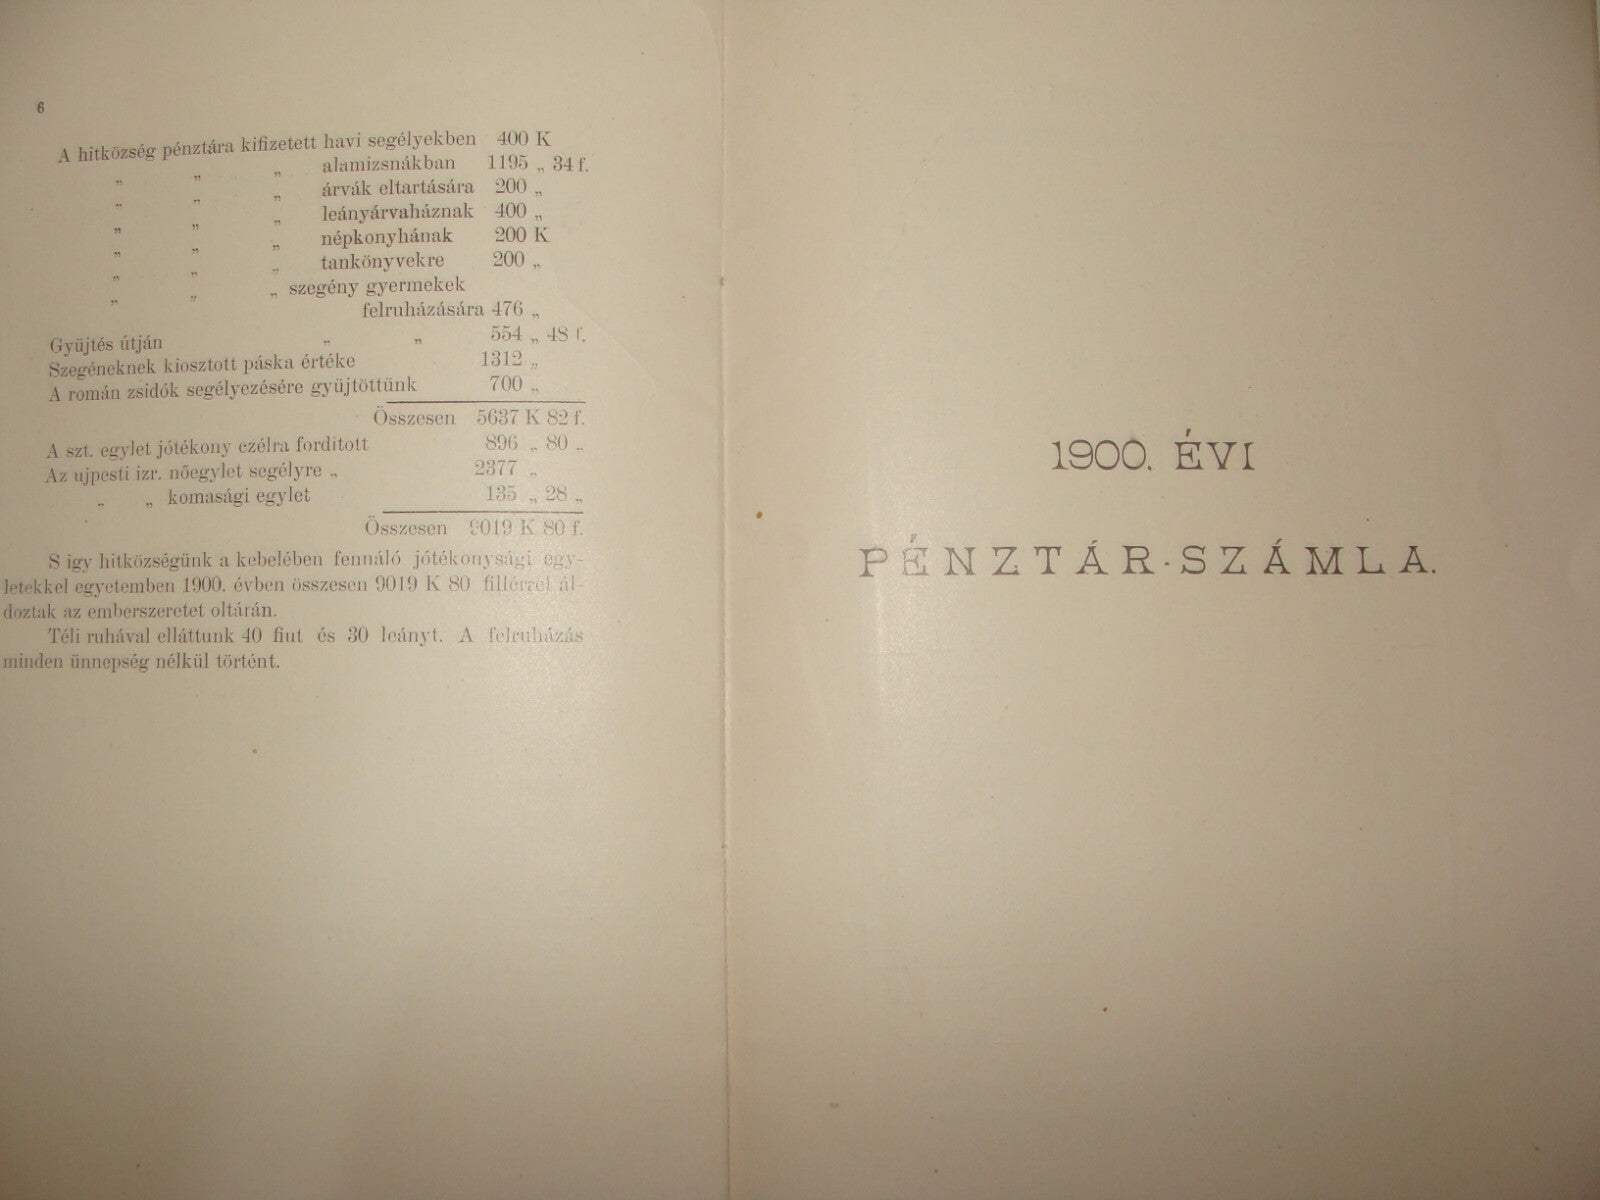 6
A hitközség pénztára kifizetett havi segélyekben 400 K
„ „ „ alamizsnákban 1195 „ 34 f.
„ „ „ árvák eltartására 200 „
„ „ „ leányárvaháznak 400 „
„ „ „ népkonyhának 200 K
„ „ „ tankönyvekre 200 „
„ „ „ szegény gyermekek
felruházására 476 „
Gyüjtés útján „ „ 554 „ 48 f.
Szegéneknek kiosztott páska értéke 1312 „
A román zsidók segélyezésére gyüjtöttünk 700 „
Összesen 5637 K 82 f.
A szt. egylet jótékony czélra forditott 896 „ 80 „
Az ujpesti izr. nőegylet segélyre „ 2377 „
„ „ komasági egylet 135 „ 28 „
Összesen 9019 K 80 f.
S igy hitközségünk a kebelében fennáló jótékonysági egy-
letekkel egyetemben 1900. évben összesen 9019 K 80 fillérrel ál-
doztak az emberszeretet oltárán.
Téli ruhával elláttunk 40 fiut és 30 leányt. A felruházás
minden ünnepség nélkül történt.
1900. ÉVI
PÉNZTÁR-SZÁMLA.